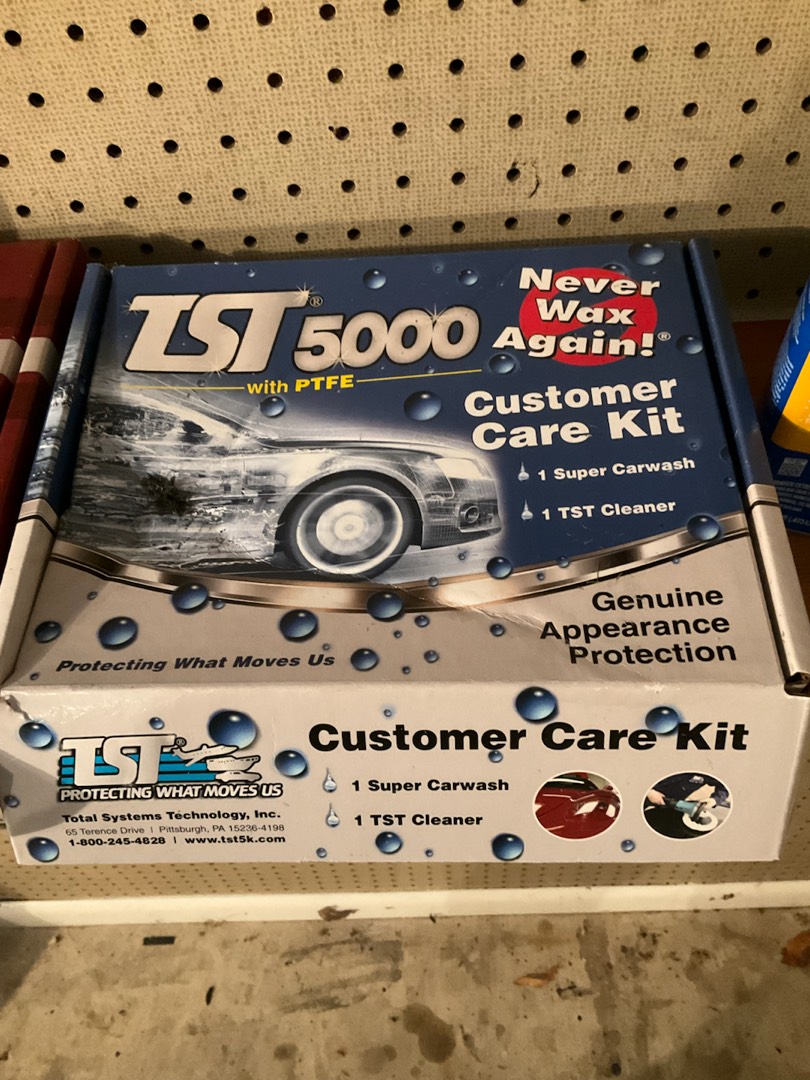 TST® 5000
with PTFE
Never
Wax
Again!®
Customer
Care Kit
1 Super Carwash
1 TST Cleaner
Genuine
Appearance
Protection
Protecting What Moves Us
TST®
PROTECTING WHAT MOVES US
Total Systems Technology, Inc.
65 Terence Drive | Pittsburgh, PA 15236-4198
1-800-245-4828 | www.tst5k.com
Customer Care Kit
1 Super Carwash
1 TST Cleaner